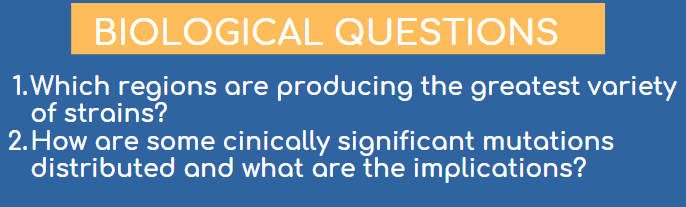 BIOLOGICAL QUESTIONS
1.Which regions are producing the greatest variety
of strains?
2.How are some cinically significant mutations
distributed and what are the implications?